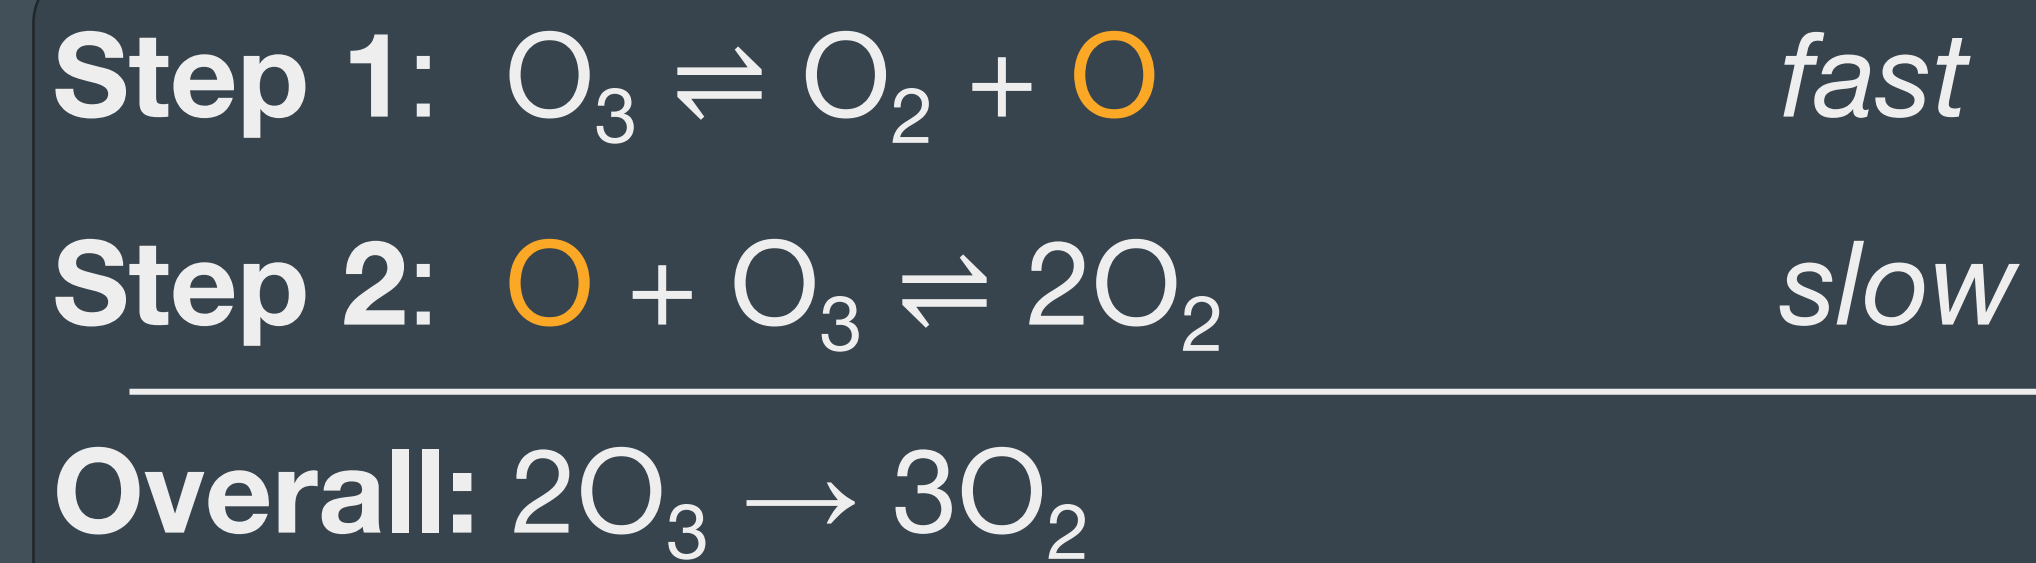 Step 1: O₃ ⇌ O₂ + O fast
Step 2: O + O₃ ⇌ 2O₂ slow
Overall: 2O₃ → 3O₂